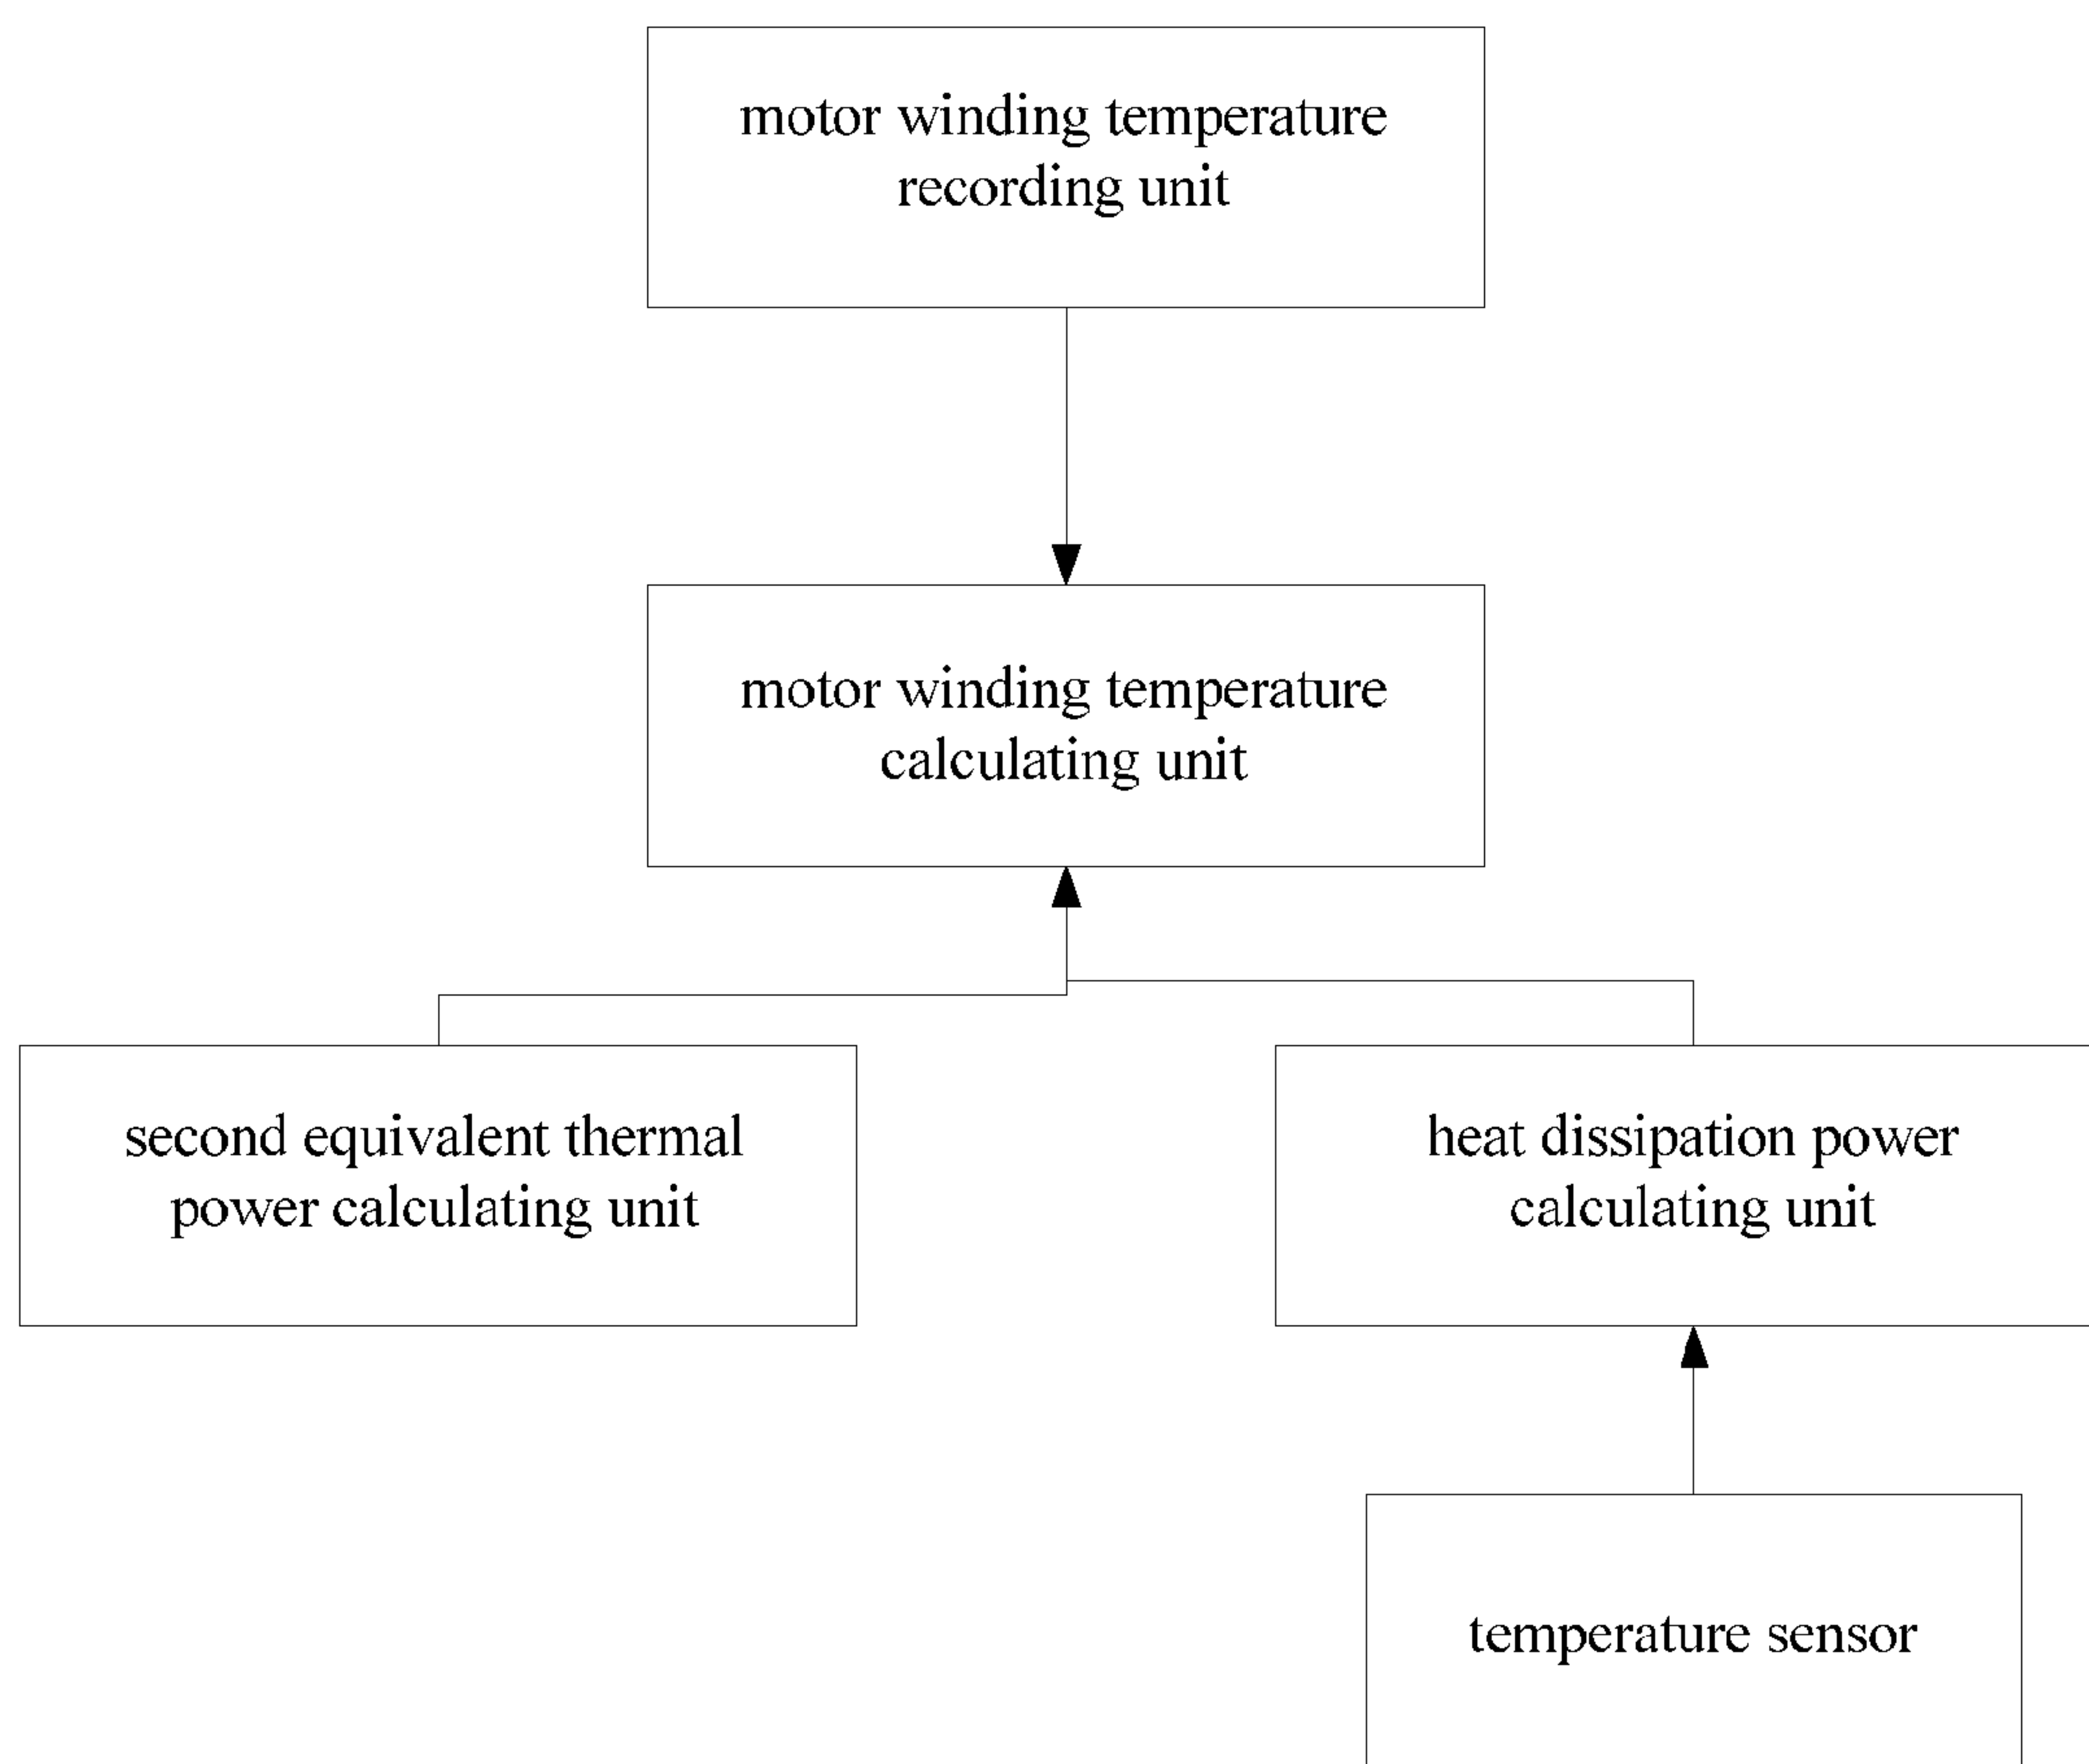 motor winding temperature
recording unit
motor winding temperature
calculating unit
second equivalent thermal
power calculating unit
heat dissipation power
calculating unit
temperature sensor